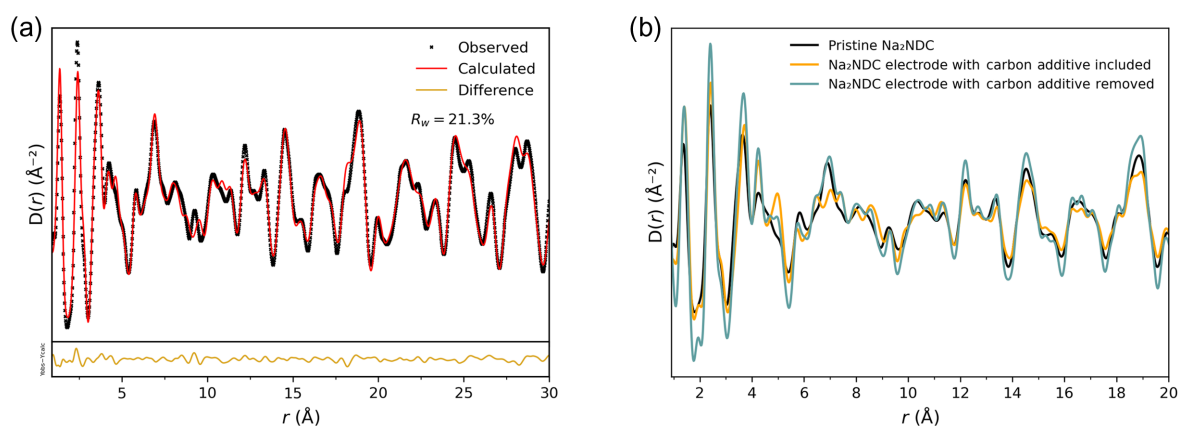 (a)
Observed
Calculated
Difference
R_w = 21.3%
D(r) (Å⁻²)
Yobs−Ycalc
5 10 15 20 25 30
r (Å)
(b)
Pristine Na₂NDC
Na₂NDC electrode with carbon additive included
Na₂NDC electrode with carbon additive removed
D(r) (Å⁻²)
2 4 6 8 10 12 14 16 18 20
r (Å)